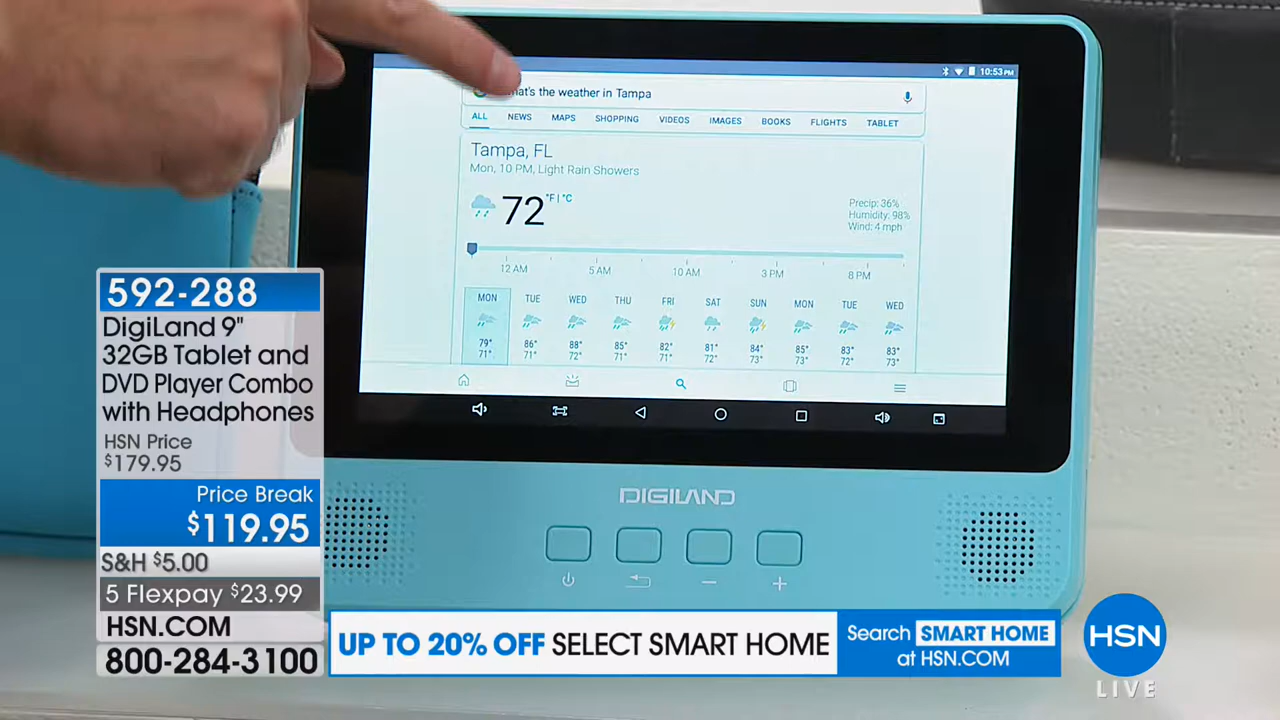 10:53 PM
the weather in Tampa
ALL NEWS MAPS SHOPPING VIDEOS IMAGES BOOKS FLIGHTS TABLET
Tampa, FL
Mon, 10 PM, Light Rain Showers
72 °F | °C
Precip: 36%
Humidity: 98%
Wind: 4 mph
12 AM 5 AM 10 AM 3 PM 8 PM
MON TUE WED THU FRI SAT SUN MON TUE WED
79° 86° 88° 85° 82° 81° 84° 85° 83° 83°
71° 71° 72° 71° 71° 72° 73° 73° 72° 73°
DIGILAND
592-288
DigiLand 9"
32GB Tablet and
DVD Player Combo
with Headphones
HSN Price
$179.95
Price Break
$119.95
S&H $5.00
5 Flexpay $23.99
HSN.COM
800-284-3100
UP TO 20% OFF SELECT SMART HOME
Search SMART HOME
at HSN.COM
HSN
LIVE